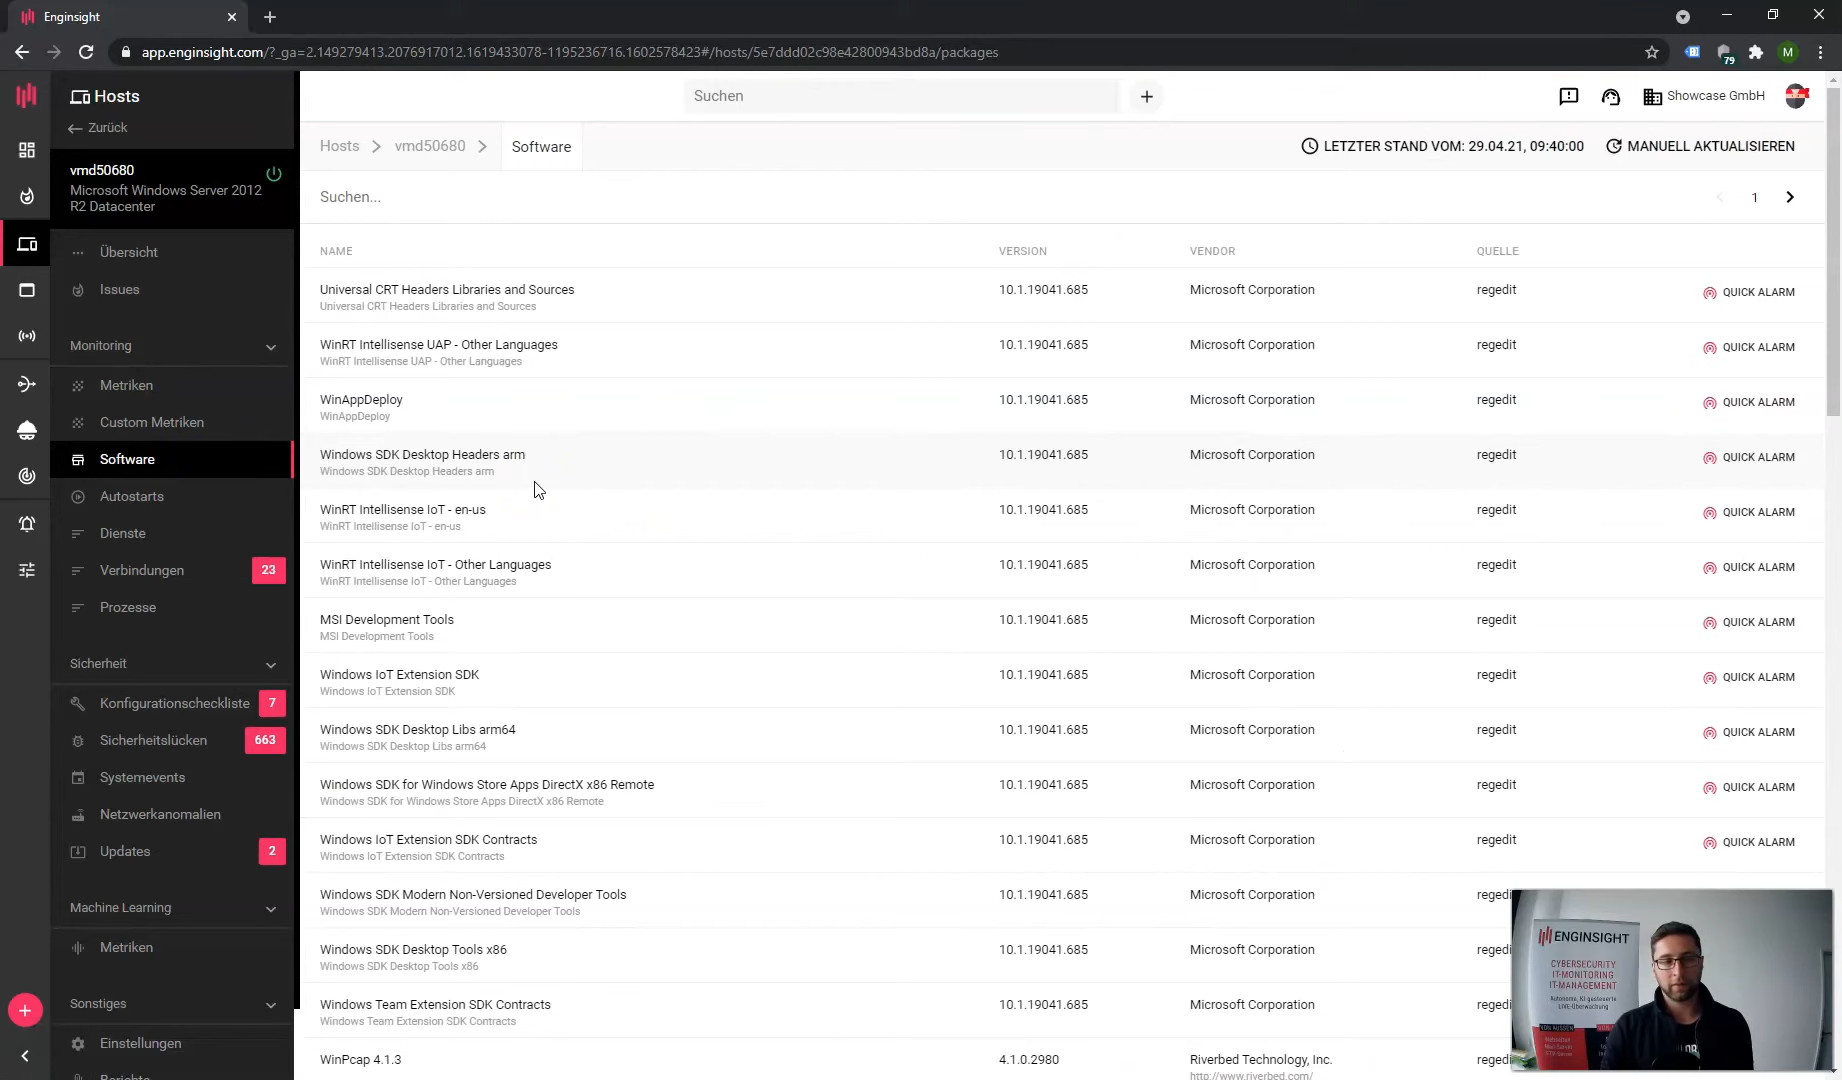 Enginsight
app.enginsight.com/?_ga=2.149279413.2076917012.1619433078-1195236716.1602578423#/hosts/5e7ddd02c98e42800943bd8a/packages
79
M
Hosts
Zurück
vmd50680
Microsoft Windows Server 2012
R2 Datacenter
Übersicht
Issues
Monitoring
Metriken
Custom Metriken
Software
Autostarts
Dienste
Verbindungen 23
Prozesse
Sicherheit
Konfigurationscheckliste 7
Sicherheitslücken 663
Systemevents
Netzwerkanomalien
Updates 2
Machine Learning
Metriken
Sonstiges
Einstellungen
Suchen
Showcase GmbH
Hosts vmd50680 Software
LETZTER STAND VOM: 29.04.21, 09:40:00
MANUELL AKTUALISIEREN
Suchen...
1
NAME VERSION VENDOR QUELLE
Universal CRT Headers Libraries and Sources 10.1.19041.685 Microsoft Corporation regedit QUICK ALARM
Universal CRT Headers Libraries and Sources
WinRT Intellisense UAP - Other Languages 10.1.19041.685 Microsoft Corporation regedit QUICK ALARM
WinRT Intellisense UAP - Other Languages
WinAppDeploy 10.1.19041.685 Microsoft Corporation regedit QUICK ALARM
WinAppDeploy
Windows SDK Desktop Headers arm 10.1.19041.685 Microsoft Corporation regedit QUICK ALARM
Windows SDK Desktop Headers arm
WinRT Intellisense IoT - en-us 10.1.19041.685 Microsoft Corporation regedit QUICK ALARM
WinRT Intellisense IoT - en-us
WinRT Intellisense IoT - Other Languages 10.1.19041.685 Microsoft Corporation regedit QUICK ALARM
WinRT Intellisense IoT - Other Languages
MSI Development Tools 10.1.19041.685 Microsoft Corporation regedit QUICK ALARM
MSI Development Tools
Windows IoT Extension SDK 10.1.19041.685 Microsoft Corporation regedit QUICK ALARM
Windows IoT Extension SDK
Windows SDK Desktop Libs arm64 10.1.19041.685 Microsoft Corporation regedit QUICK ALARM
Windows SDK Desktop Libs arm64
Windows SDK for Windows Store Apps DirectX x86 Remote 10.1.19041.685 Microsoft Corporation regedit QUICK ALARM
Windows SDK for Windows Store Apps DirectX x86 Remote
Windows IoT Extension SDK Contracts 10.1.19041.685 Microsoft Corporation regedit QUICK ALARM
Windows IoT Extension SDK Contracts
Windows SDK Modern Non-Versioned Developer Tools 10.1.19041.685 Microsoft Corporation regedi
Windows SDK Modern Non-Versioned Developer Tools
Windows SDK Desktop Tools x86 10.1.19041.685 Microsoft Corporation regedi
Windows SDK Desktop Tools x86
Windows Team Extension SDK Contracts 10.1.19041.685 Microsoft Corporation regedi
Windows Team Extension SDK Contracts
WinPcap 4.1.3 4.1.0.2980 Riverbed Technology, Inc. regedi
http://www.riverbed.com/
ENGINSIGHT
CYBERSECURITY
IT-MONITORING
IT-MANAGEMENT
Autonome, KI gesteuerte
LIVE-Überwachung